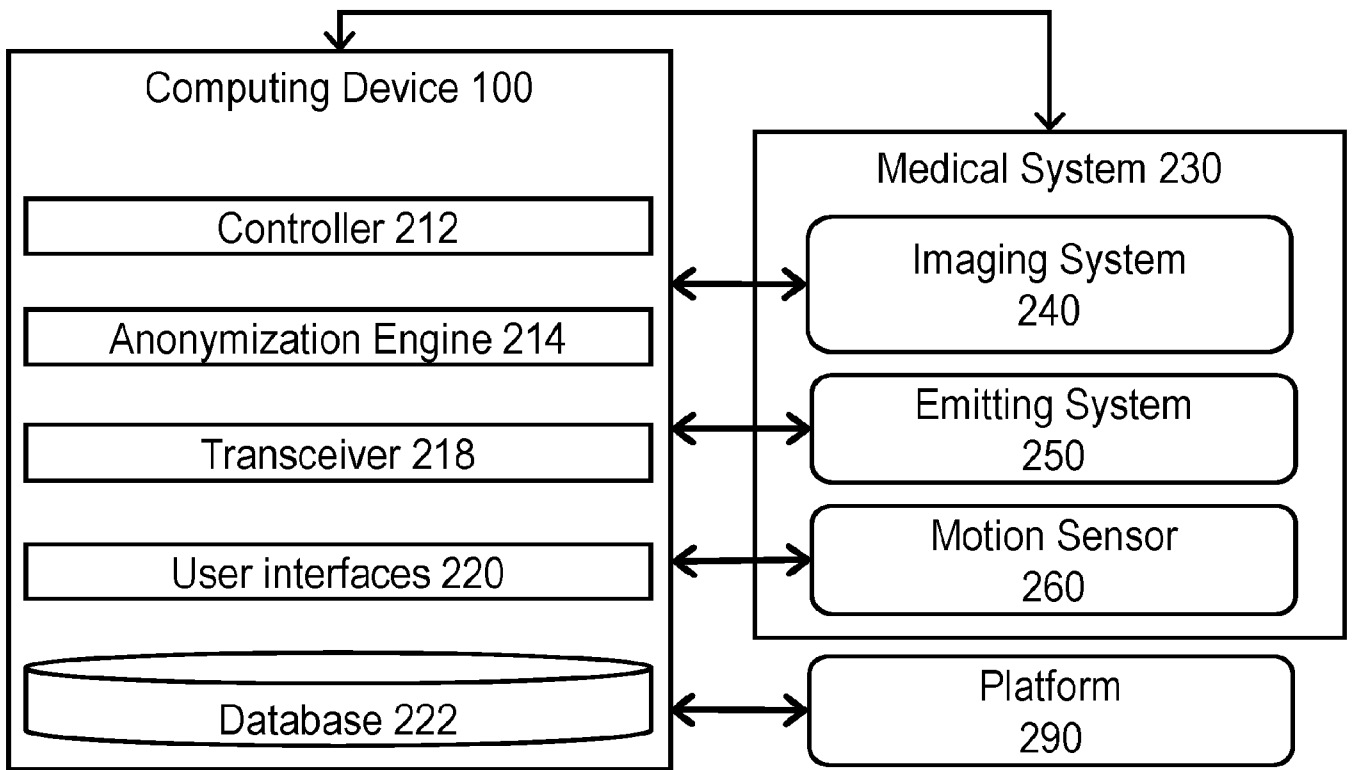 Computing Device 100
Controller 212
Anonymization Engine 214
Transceiver 218
User interfaces 220
Database 222
Medical System 230
Imaging System
240
Emitting System
250
Motion Sensor
260
Platform
290